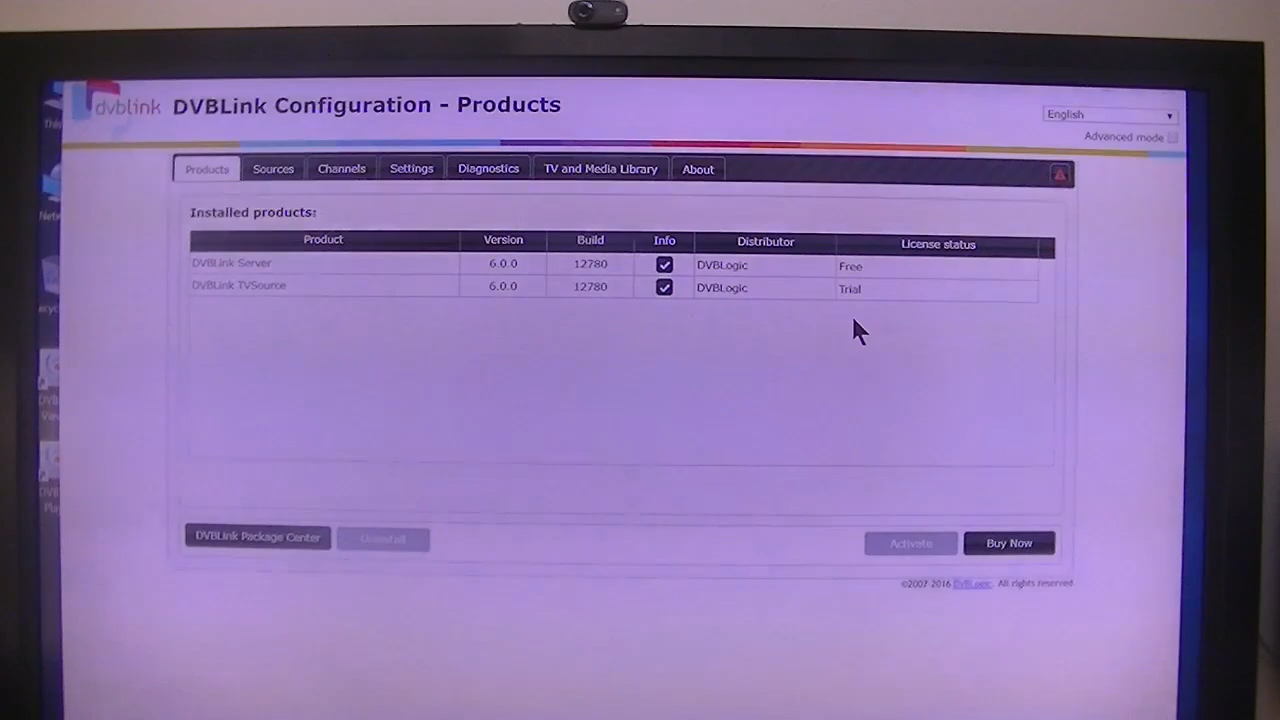 dvblink DVBLink Configuration - Products
English
Advanced mode
Products Sources Channels Settings Diagnostics TV and Media Library About
Installed products:
Product Version Build Info Distributor License status
DVBLink Server 6.0.0 12780 DVBLogic Free
DVBLink TVSource 6.0.0 12780 DVBLogic Trial
DVBLink Package Center Uninstall Activate Buy Now
©2007-2016 DVBLogic. All rights reserved